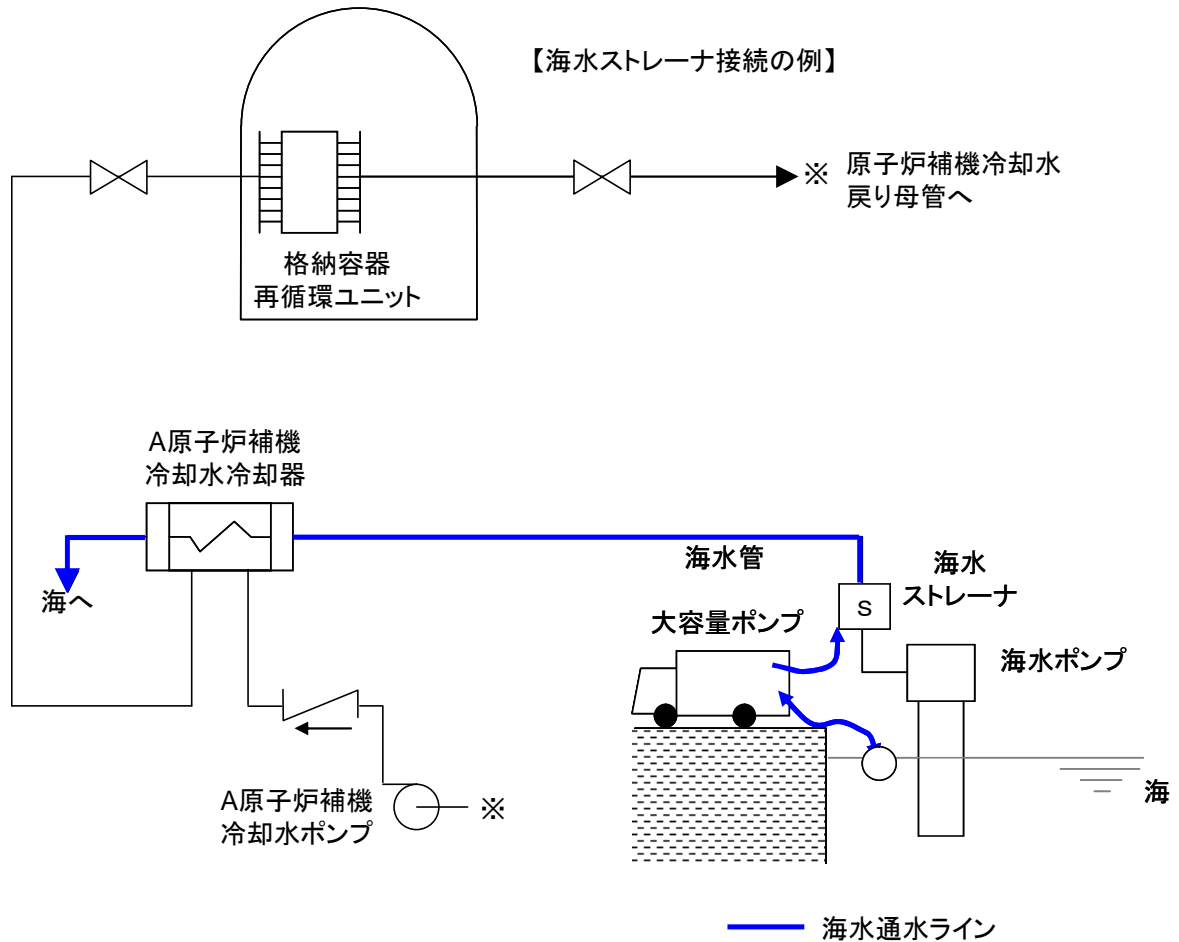 【海水ストレーナ接続の例】
※ 原子炉補機冷却水
戻り母管へ
格納容器
再循環ユニット
A原子炉補機
冷却水冷却器
海水管
海水
ストレーナ
海へ
S
大容量ポンプ
海水ポンプ
A原子炉補機
冷却水ポンプ
※
海
海水通水ライン